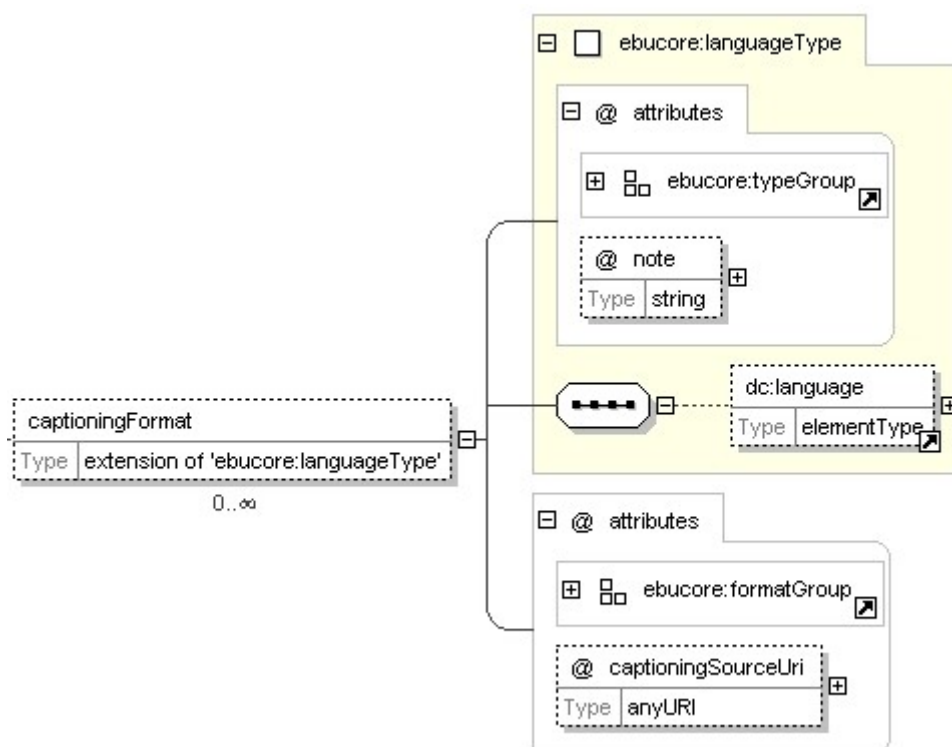 ebucore:languageType
@ attributes
ebucore:typeGroup
@ note
Type string
dc:language
Type elementType
captioningFormat
Type extension of 'ebucore:languageType'
0..∞
@ attributes
ebucore:formatGroup
@ captioningSourceUri
Type anyURI